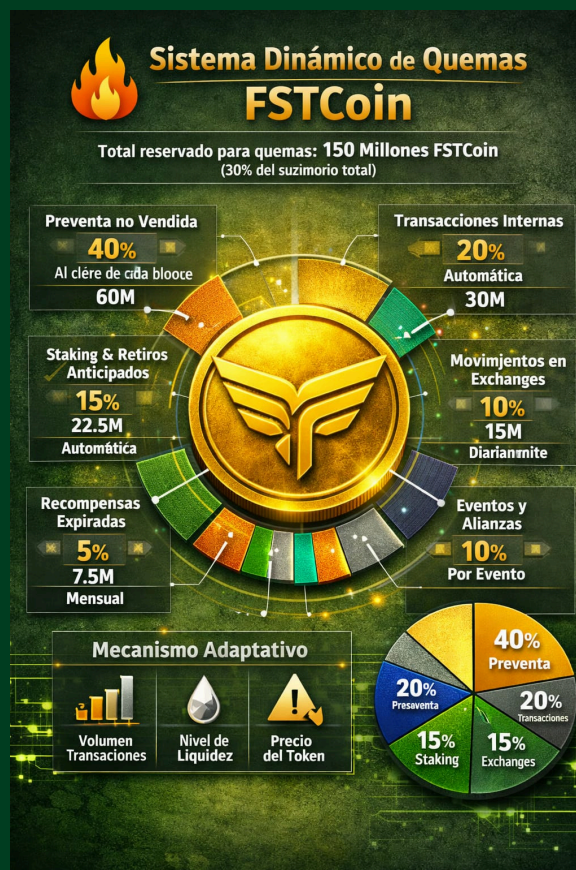 Sistema Dinámico de Quemas
FSTCoin
Total reservado para quemas: 150 Millones FSTCoin
(30% del suzimorio total)
Preventa no Vendida
40%
Al clére de cida blooce
60M
Transacciones Internas
20%
Automática
30M
Staking & Retiros
Anticipados
15%
22.5M
Automática
Movimjentos en
Exchanges
10%
15M
Diarianmnite
Recompensas
Expiradas
5%
7.5M
Mensual
Eventos y
Alianzas
10%
Por Evento
Mecanismo Adaptativo
Volumen
Transaciones
Nivel de
Liquidez
Precio
del Token
40%
Preventa
20%
Presaventa
20%
Transacciones
15%
Staking
15%
Exchanges